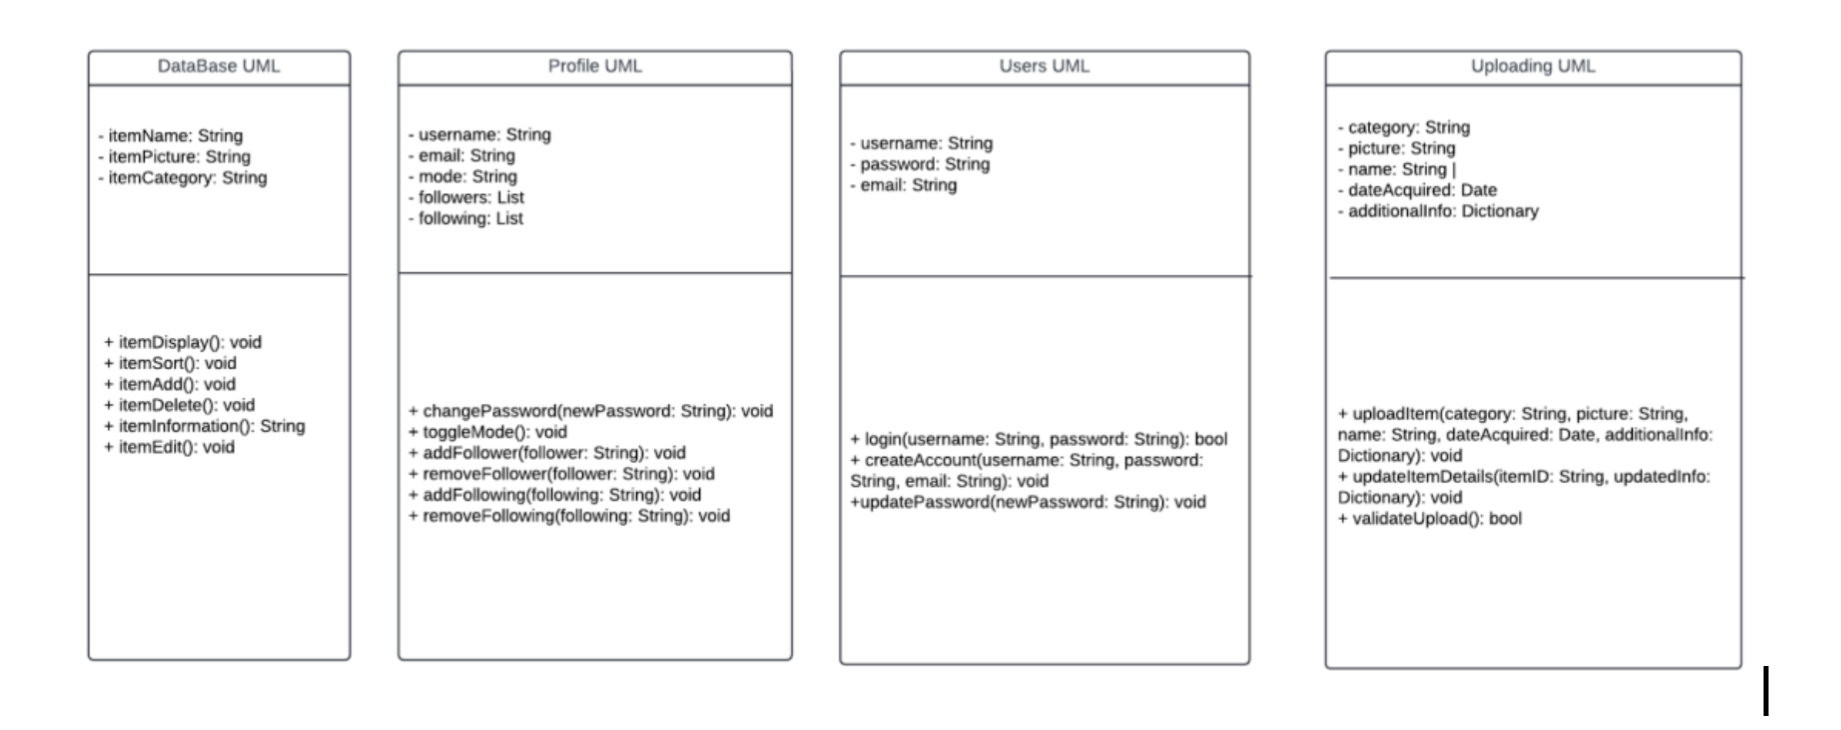 DataBase UML
- itemName: String
- itemPicture: String
- itemCategory: String
+ itemDisplay(): void
+ itemSort(): void
+ itemAdd(): void
+ itemDelete(): void
+ itemInformation(): String
+ itemEdit(): void
Profile UML
- username: String
- email: String
- mode: String
- followers: List
- following: List
+ changePassword(newPassword: String): void
+ toggleMode(): void
+ addFollower(follower: String): void
+ removeFollower(follower: String): void
+ addFollowing(following: String): void
+ removeFollowing(following: String): void
Users UML
- username: String
- password: String
- email: String
+ login(username: String, password: String): bool
+ createAccount(username: String, password:
String, email: String): void
+updatePassword(newPassword: String): void
Uploading UML
- category: String
- picture: String
- name: String |
- dateAcquired: Date
- additionalInfo: Dictionary
+ uploadItem(category: String, picture: String,
name: String, dateAcquired: Date, additionalInfo:
Dictionary): void
+ updateItemDetails(itemID: String, updatedInfo:
Dictionary): void
+ validateUpload(): bool